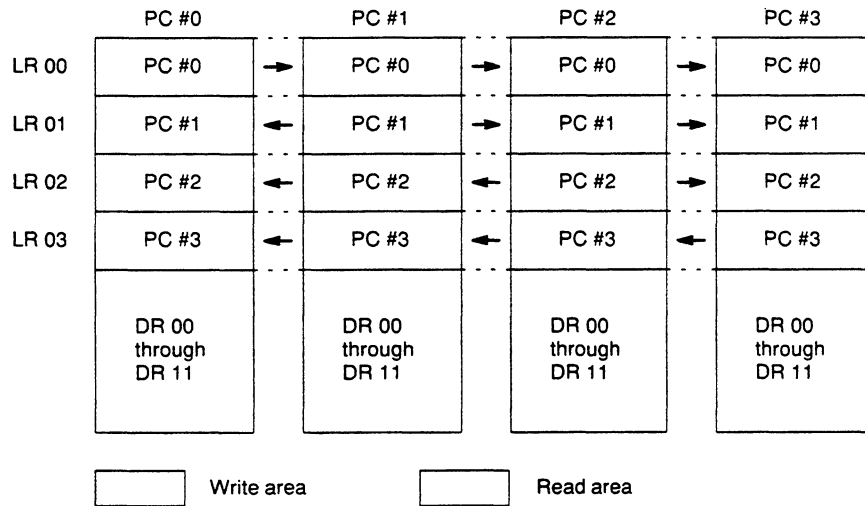 PC #0 PC #1 PC #2 PC #3
LR 00 PC #0 PC #0 PC #0 PC #0
LR 01 PC #1 PC #1 PC #1 PC #1
LR 02 PC #2 PC #2 PC #2 PC #2
LR 03 PC #3 PC #3 PC #3 PC #3
DR 00 DR 00 DR 00 DR 00
through through through through
DR 11 DR 11 DR 11 DR 11
Write area Read area